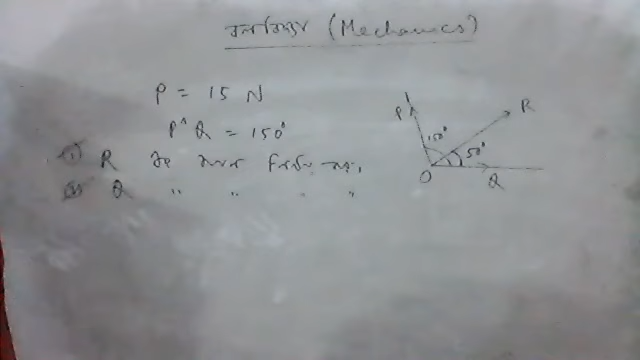 বলবিদ্যা (Mechanics)
P = 15 N
P^Q = 150°
(i) R এর মান নির্ণয় কর।
(ii) Q " " " "
P
R
150°
50°
O
Q